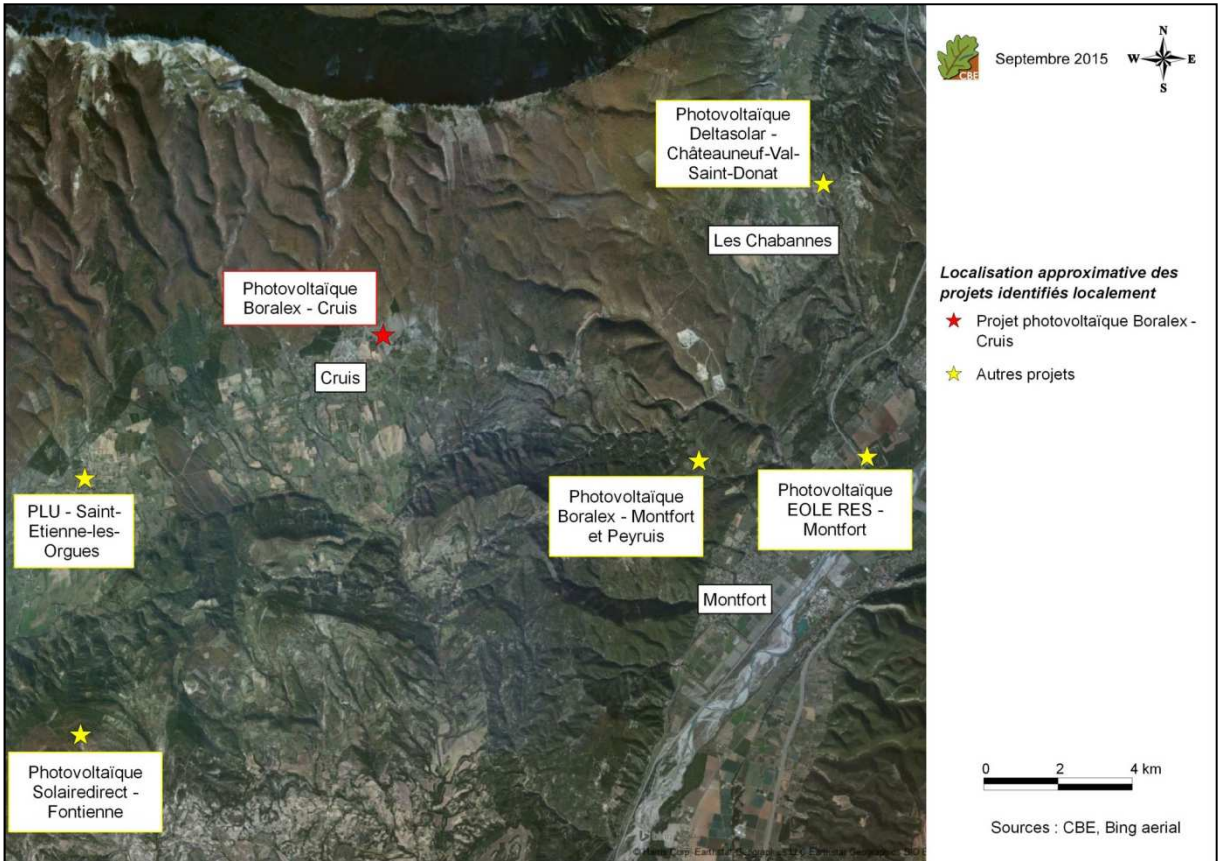 Photovoltaïque
Deltasolar -
Châteauneuf-Val-
Saint-Donat
Les Chabannes
Photovoltaïque
Boralex - Cruis
Cruis
PLU - Saint-
Etienne-les-
Orgues
Photovoltaïque
Boralex - Montfort
et Peyruis
Photovoltaïque
EOLE RES -
Montfort
Montfort
Photovoltaïque
Solairedirect -
Fontienne
CBE
Septembre 2015
N
W E
S
Localisation approximative des
projets identifiés localement
Projet photovoltaïque Boralex -
Cruis
Autres projets
0 2 4 km
Sources : CBE, Bing aerial